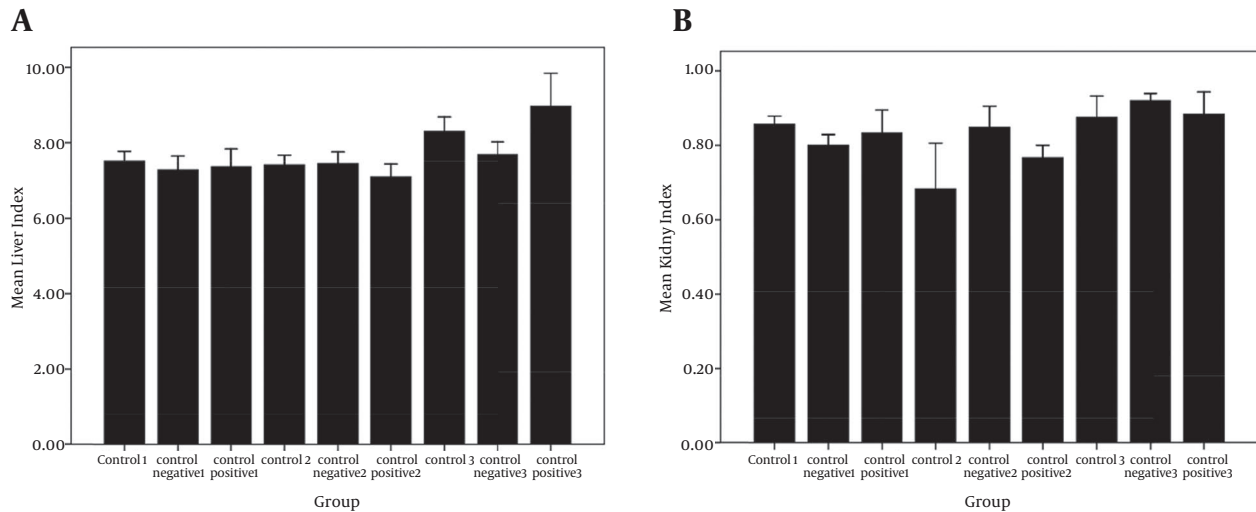 A
Mean Liver Index
10.00
8.00
6.00
4.00
2.00
0.00
Control 1
control
negative1
control
positive1
control 2
control
negative2
control
positive2
control 3
control
negative3
control
positive3
Group
B
Mean Kidny Index
1.00
0.80
0.60
0.40
0.20
0.00
Control 1
control
negative1
control
positive1
control 2
control
negative2
control
positive2
control 3
control
negative3
control
positive3
Group